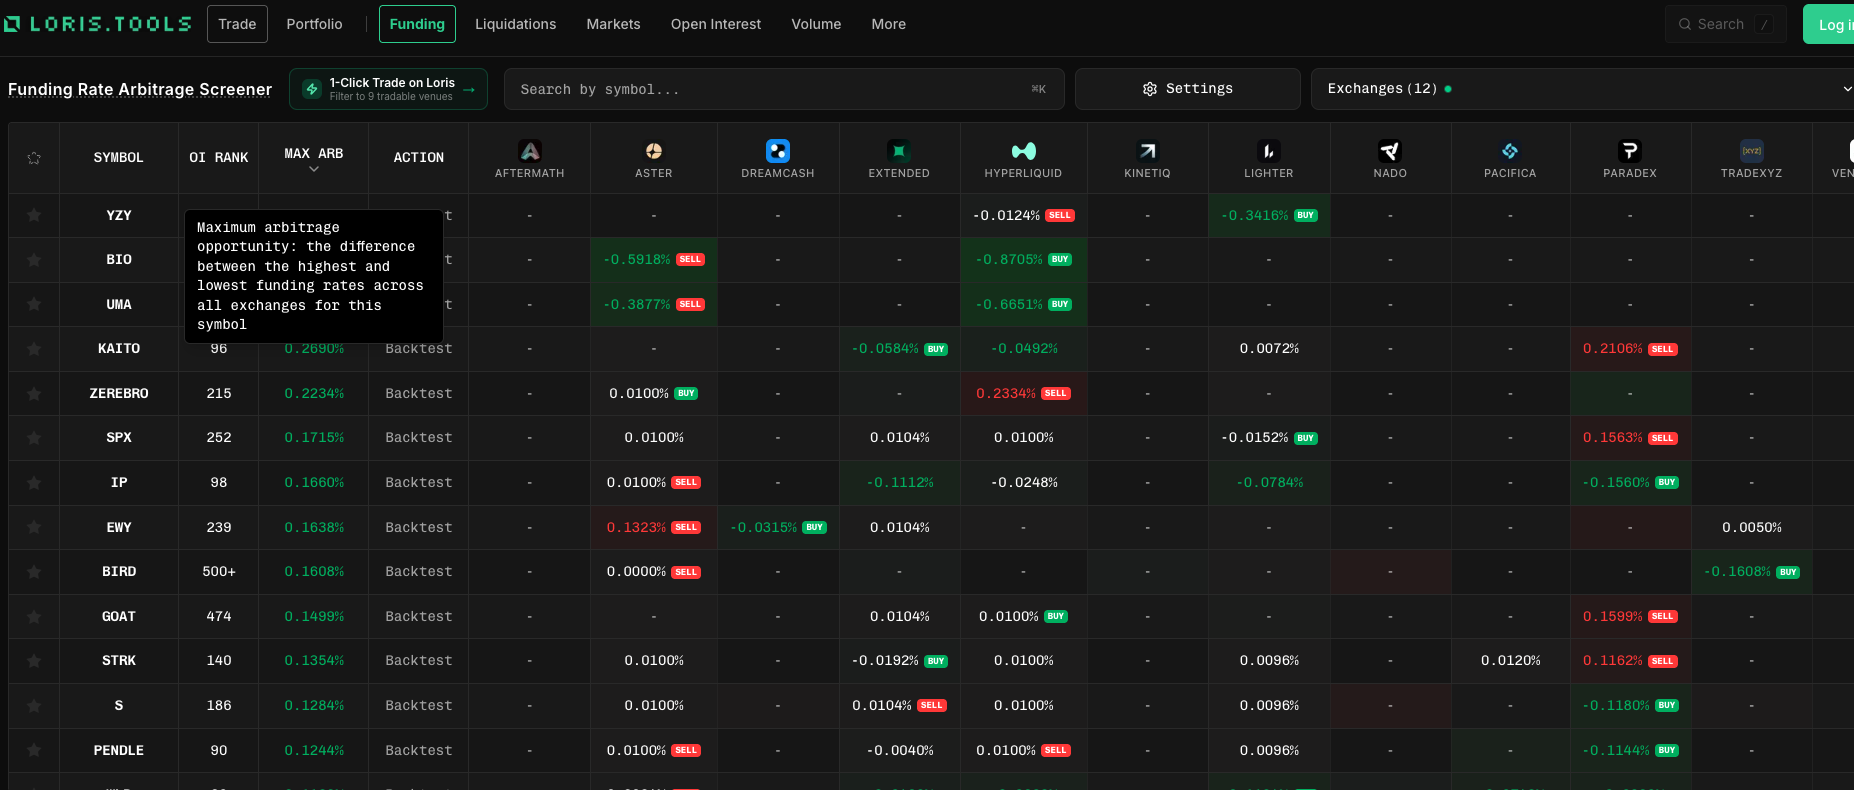 LORIS.TOOLS Trade Portfolio Funding Liquidations Markets Open Interest Volume More Search / Log in
Funding Rate Arbitrage Screener
1-Click Trade on Loris
Filter to 9 tradable venues →
Search by symbol... ⌘K
Settings
Exchanges (12)
SYMBOL OI RANK MAX ARB ACTION AFTERMATH ASTER DREAMCASH EXTENDED HYPERLIQUID KINETIQ LIGHTER NADO PACIFICA PARADEX TRADEXYZ VEN
YZY t - - - - -0.0124% SELL - -0.3416% BUY - - - -
BIO t - -0.5918% SELL - - -0.8705% BUY - - - - - -
UMA t - -0.3877% SELL - - -0.6651% BUY - - - - - -
Maximum arbitrage
opportunity: the difference
between the highest and
lowest funding rates across
all exchanges for this
symbol
KAITO 96 0.2690% Backtest - - - -0.0584% BUY -0.0492% - 0.0072% - - 0.2106% SELL -
ZEREBRO 215 0.2234% Backtest - 0.0100% BUY - - 0.2334% SELL - - - - - -
SPX 252 0.1715% Backtest - 0.0100% - 0.0104% 0.0100% - -0.0152% BUY - - 0.1563% SELL -
IP 98 0.1660% Backtest - 0.0100% SELL - -0.1112% -0.0248% - -0.0784% - - -0.1560% BUY -
EWY 239 0.1638% Backtest - 0.1323% SELL -0.0315% BUY 0.0104% - - - - - - 0.0050%
BIRD 500+ 0.1608% Backtest - 0.0000% SELL - - - - - - - - -0.1608% BUY
GOAT 474 0.1499% Backtest - - - 0.0104% 0.0100% BUY - - - - 0.1599% SELL -
STRK 140 0.1354% Backtest - 0.0100% - -0.0192% BUY 0.0100% - 0.0096% - 0.0120% 0.1162% SELL -
S 186 0.1284% Backtest - 0.0100% - 0.0104% SELL 0.0100% - 0.0096% - - -0.1180% BUY -
PENDLE 90 0.1244% Backtest - 0.0100% SELL - -0.0040% 0.0100% SELL - 0.0096% - - -0.1144% BUY -